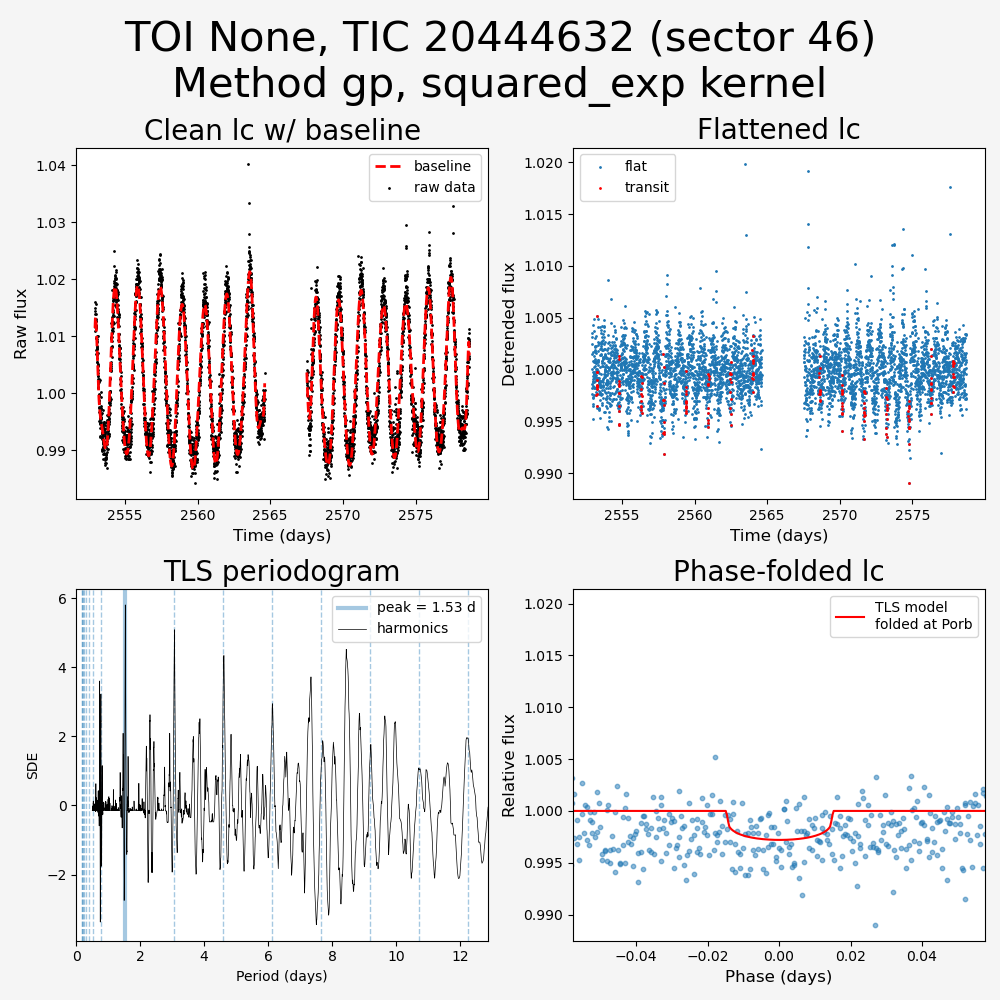 TOI None, TIC 20444632 (sector 46)
Method gp, squared_exp kernel
Clean lc w/ baseline
Raw flux
1.04
1.03
1.02
1.01
1.00
0.99
baseline
raw data
2555
2560
2565
2570
2575
Time (days)
Flattened lc
Detrended flux
1.020
1.015
1.010
1.005
1.000
0.995
0.990
flat
transit
2555
2560
2565
2570
2575
Time (days)
TLS periodogram
SDE
6
4
2
0
−2
peak = 1.53 d
harmonics
0
2
4
6
8
10
12
Period (days)
Phase-folded lc
Relative flux
1.020
1.015
1.010
1.005
1.000
0.995
0.990
TLS model
folded at Porb
−0.04
−0.02
0.00
0.02
0.04
Phase (days)